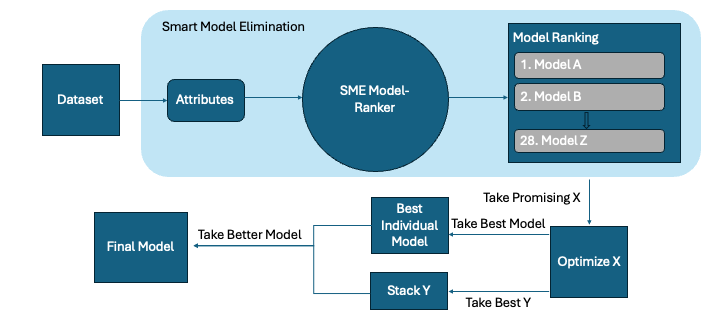 Smart Model Elimination
Model Ranking
1. Model A
2. Model B
28. Model Z
Dataset
Attributes
SME Model-
Ranker
Take Promising X
Best
Individual
Model
Take Best Model
Optimize X
Take Better Model
Final Model
Stack Y
Take Best Y